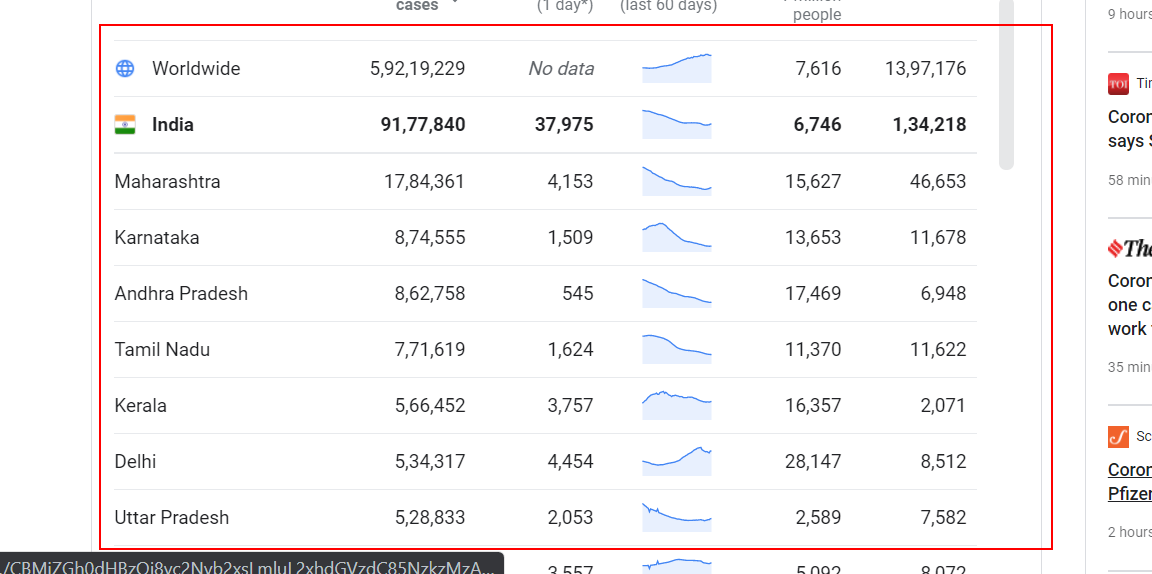 cases (1 day*) (last 60 days) people
Worldwide 5,92,19,229 No data 7,616 13,97,176
India 91,77,840 37,975 6,746 1,34,218
Maharashtra 17,84,361 4,153 15,627 46,653
Karnataka 8,74,555 1,509 13,653 11,678
Andhra Pradesh 8,62,758 545 17,469 6,948
Tamil Nadu 7,71,619 1,624 11,370 11,622
Kerala 5,66,452 3,757 16,357 2,071
Delhi 5,34,317 4,454 28,147 8,512
Uttar Pradesh 5,28,833 2,053 2,589 7,582
3,557 5,092 8,072
9 hours
TOI Tin
Coron
says S
58 min
The
Coron
one c
work
35 min
Sc
Coron
Pfizer
2 hours